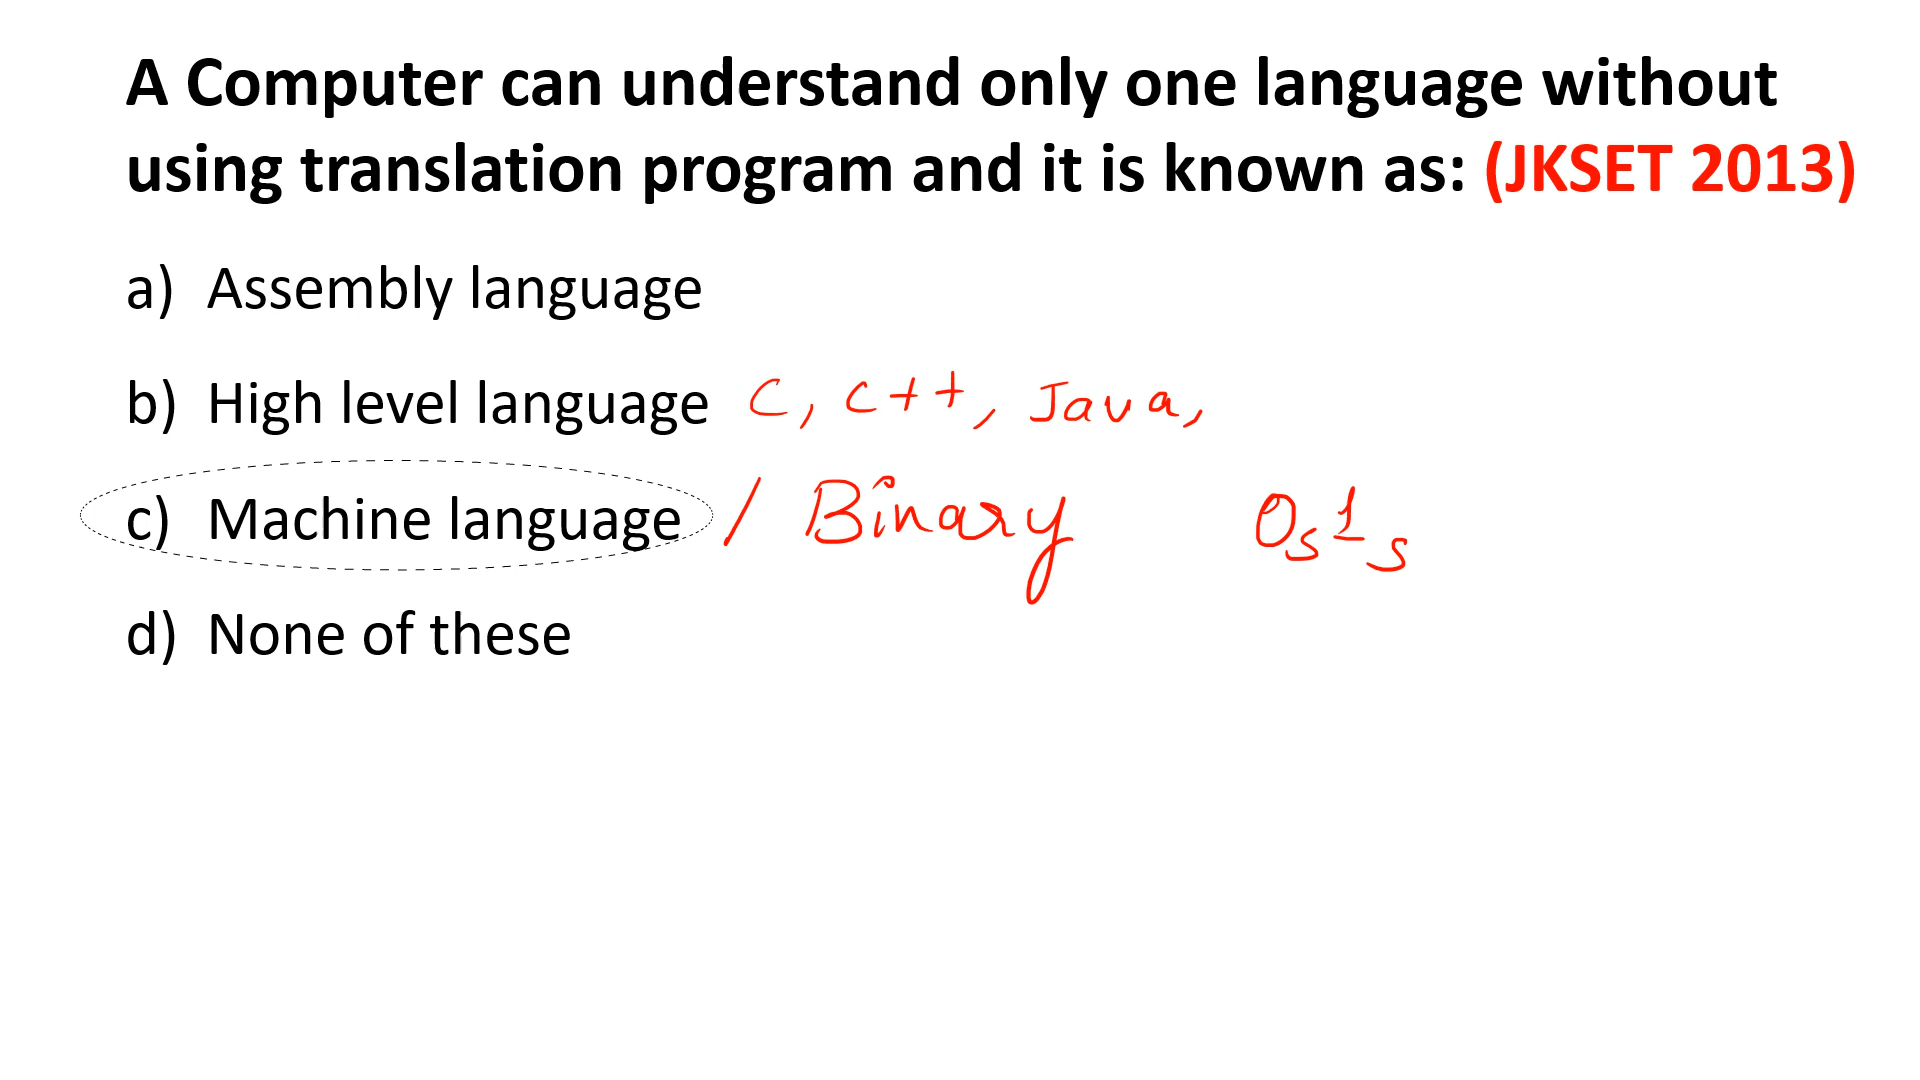 A Computer can understand only one language without
using translation program and it is known as: (JKSET 2013)
a) Assembly language
b) High level language C, C++, Java,
c) Machine language / Binary 0s 1s
d) None of these